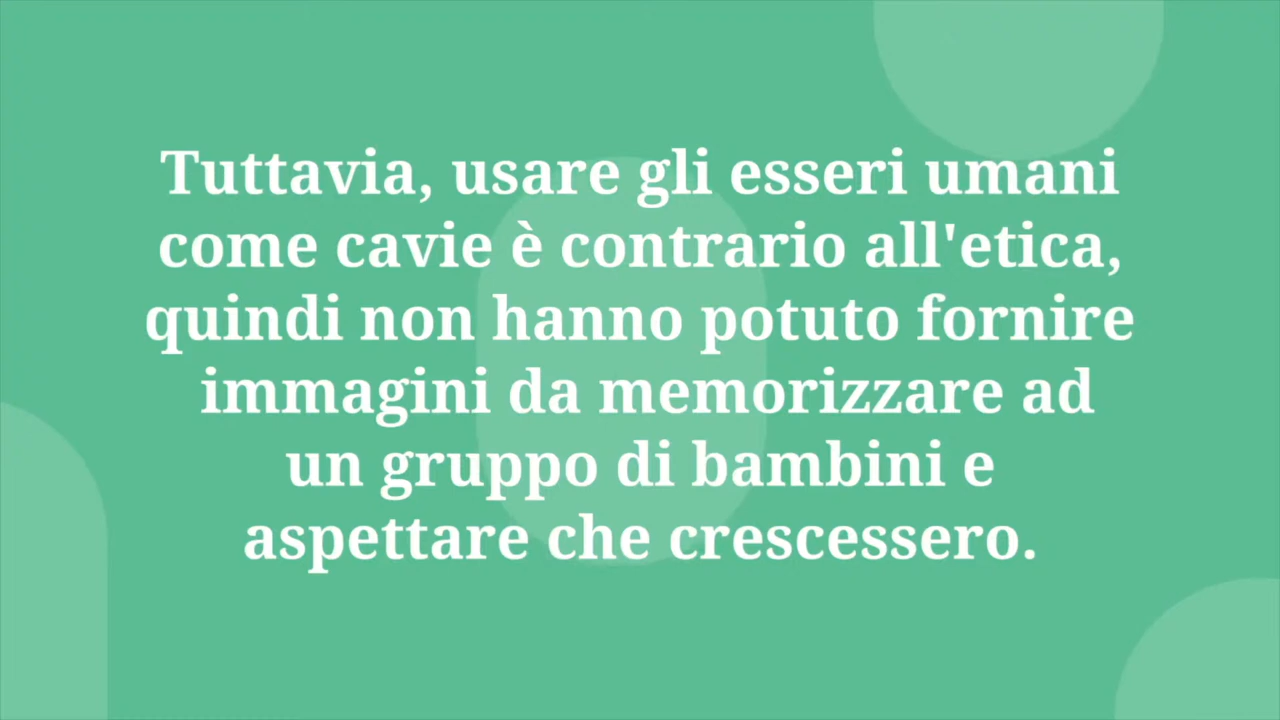 Tuttavia, usare gli esseri umani
come cavie è contrario all'etica,
quindi non hanno potuto fornire
immagini da memorizzare ad
un gruppo di bambini e
aspettare che crescessero.